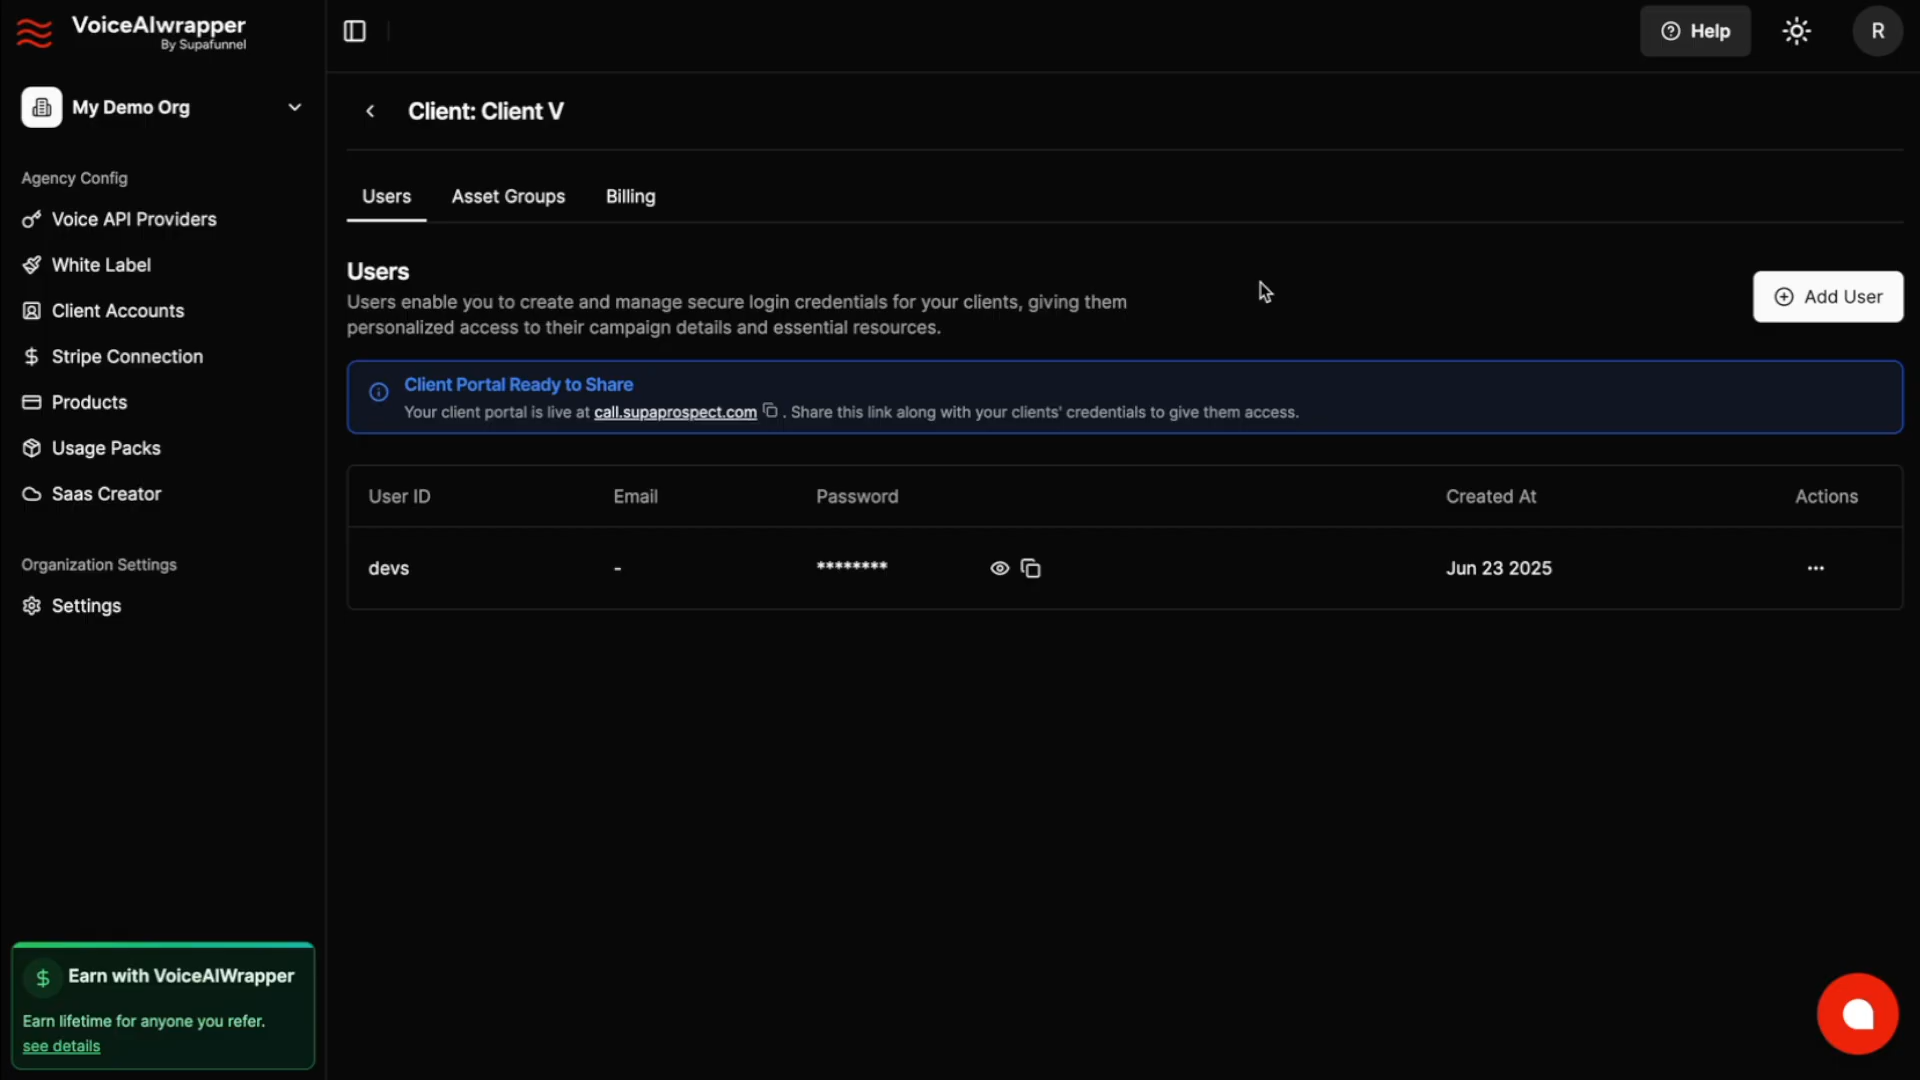 VoiceAIwrapper
By Supafunnel
Help
R
My Demo Org
Client: Client V
Agency Config
Voice API Providers
White Label
Client Accounts
Stripe Connection
Products
Usage Packs
Saas Creator
Organization Settings
Settings
Users
Asset Groups
Billing
Users
Users enable you to create and manage secure login credentials for your clients, giving them
personalized access to their campaign details and essential resources.
Add User
Client Portal Ready to Share
Your client portal is live at call.supaprospect.com . Share this link along with your clients' credentials to give them access.
User ID Email Password Created At Actions
devs - ******** Jun 23 2025 ···
$ Earn with VoiceAIWrapper
Earn lifetime for anyone you refer.
see details